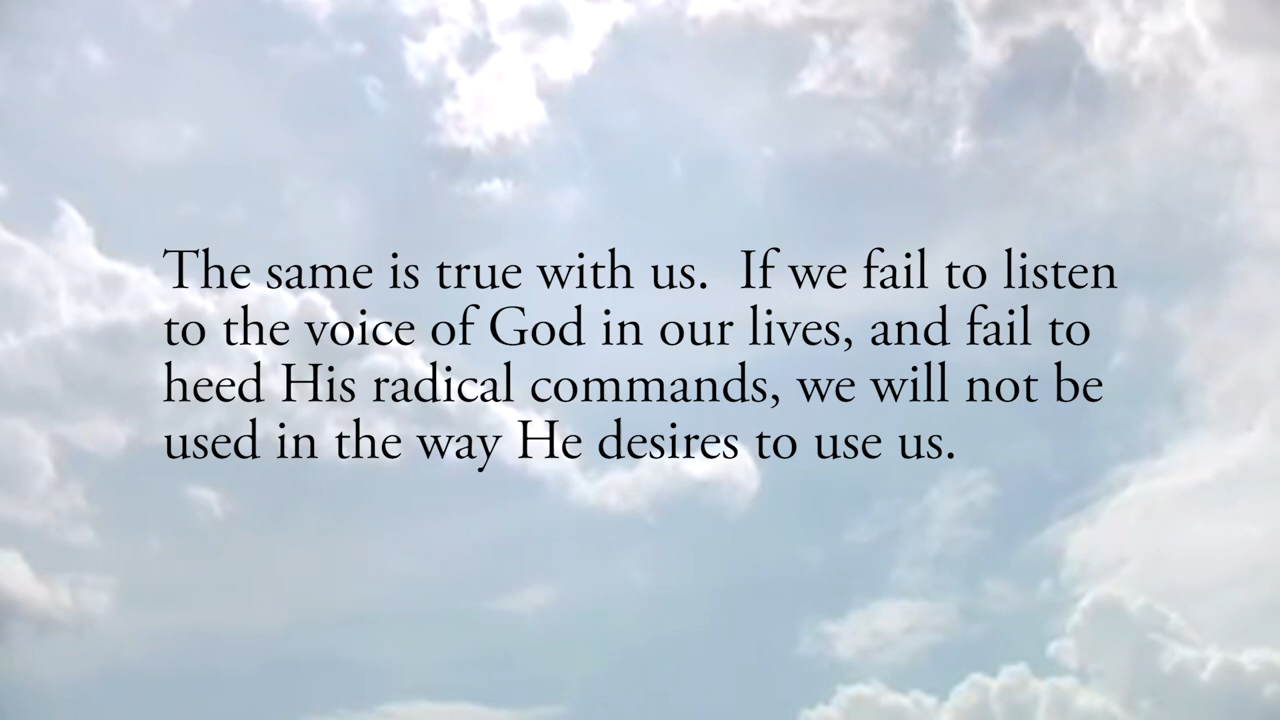 The same is true with us.  If we fail to listen
to the voice of God in our lives, and fail to
heed His radical commands, we will not be
used in the way He desires to use us.